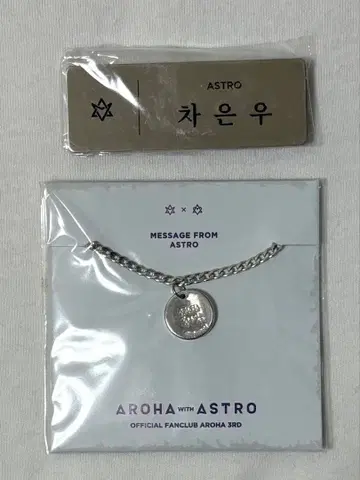 ASTRO
차 은 우
MESSAGE FROM
ASTRO
AROHA WITH ASTRO
OFFICIAL FANCLUB AROHA 3RD